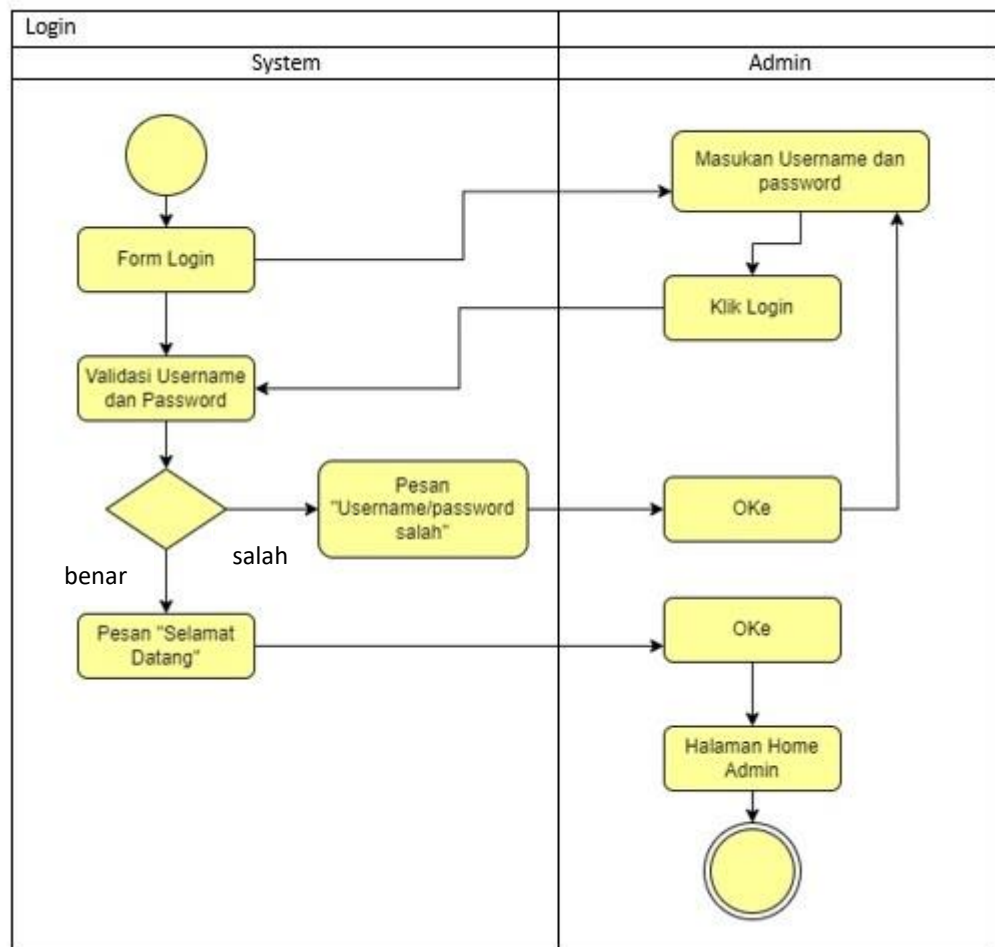 Login
System
Admin
Masukan Username dan
password
Form Login
Klik Login
Validasi Username
dan Password
Pesan
"Username/password
salah"
OKe
salah
benar
Pesan "Selamat
Datang"
OKe
Halaman Home
Admin